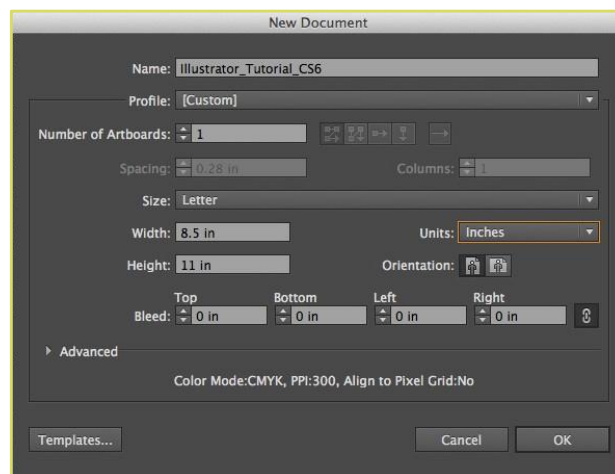 New Document
Name: Illustrator_Tutorial_CS6
Profile: [Custom]
Number of Artboards: 1
Spacing: 0.28 in Columns: 1
Size: Letter
Width: 8.5 in Units: Inches
Height: 11 in Orientation:
Top Bottom Left Right
Bleed: 0 in 0 in 0 in 0 in
Advanced
Color Mode:CMYK, PPI:300, Align to Pixel Grid:No
Templates... Cancel OK